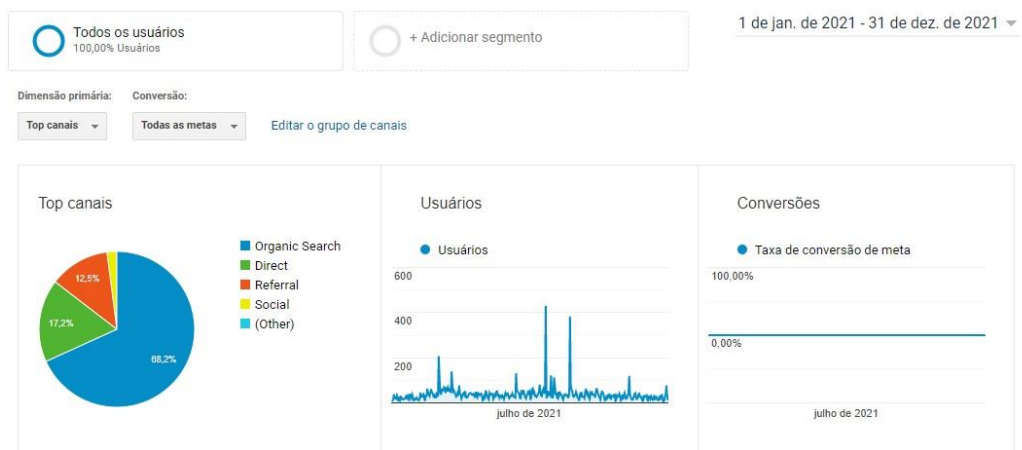 Todos os usuários
100,00% Usuários
+ Adicionar segmento
1 de jan. de 2021 - 31 de dez. de 2021
Dimensão primária:
Conversão:
Top canais
Todas as metas
Editar o grupo de canais
Top canais
Organic Search
Direct
Referral
Social
(Other)
12,5%
17,2%
68,2%
Usuários
Usuários
600
400
200
julho de 2021
Conversões
Taxa de conversão de meta
100,00%
0,00%
julho de 2021